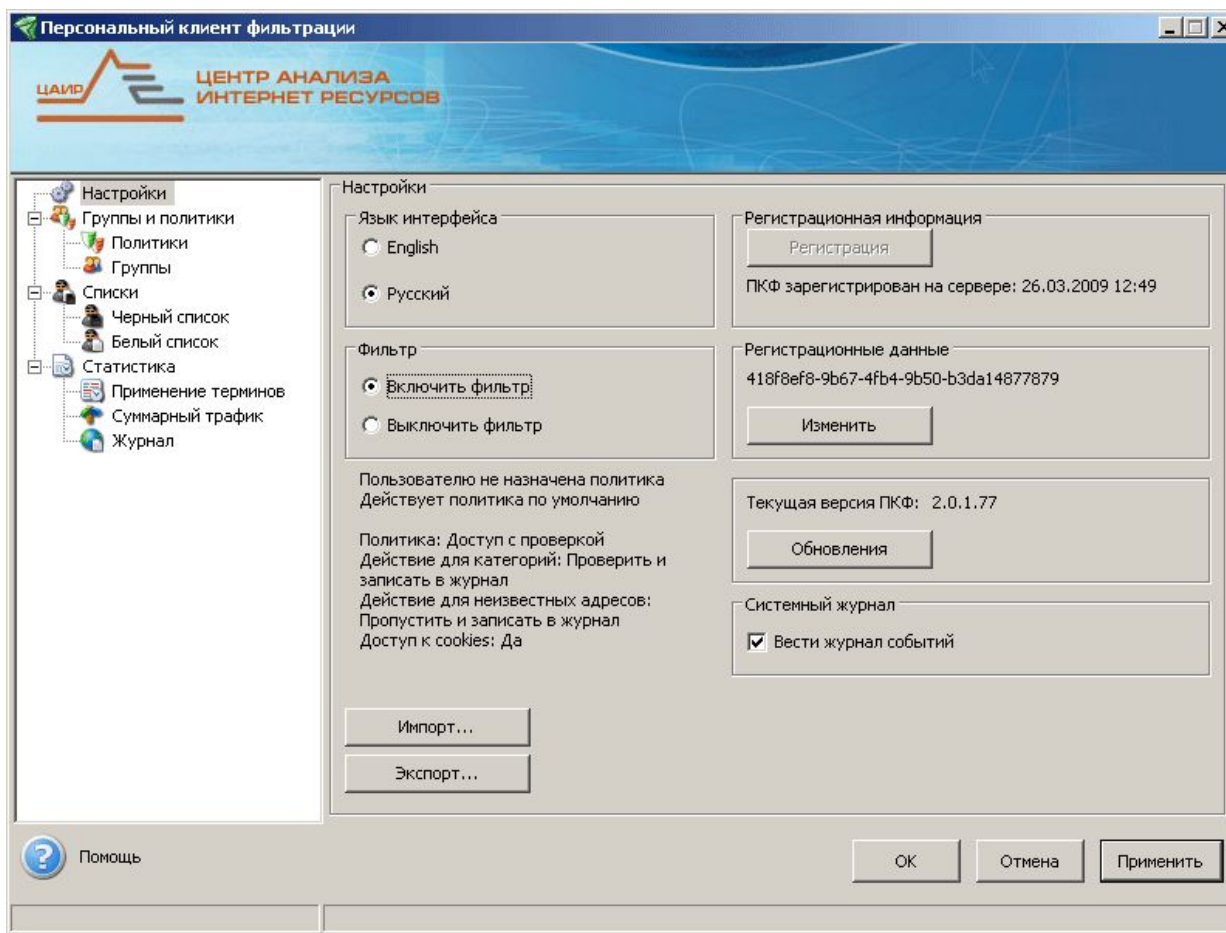 Персональный клиент фильтрации
ЦАИР
ЦЕНТР АНАЛИЗА
ИНТЕРНЕТ РЕСУРСОВ
Настройки
Группы и политики
Политики
Группы
Списки
Черный список
Белый список
Статистика
Применение терминов
Суммарный трафик
Журнал
Настройки
Язык интерфейса
English
Русский
Фильтр
Включить фильтр
Выключить фильтр
Пользователю не назначена политика
Действует политика по умолчанию
Политика: Доступ с проверкой
Действие для категорий: Проверить и
записать в журнал
Действие для неизвестных адресов:
Пропустить и записать в журнал
Доступ к cookies: Да
Импорт...
Экспорт...
Регистрационная информация
Регистрация
ПКФ зарегистрирован на сервере: 26.03.2009 12:49
Регистрационные данные
418f8ef8-9b67-4fb4-9b50-b3da14877879
Изменить
Текущая версия ПКФ: 2.0.1.77
Обновления
Системный журнал
Вести журнал событий
Помощь
ОК
Отмена
Применить